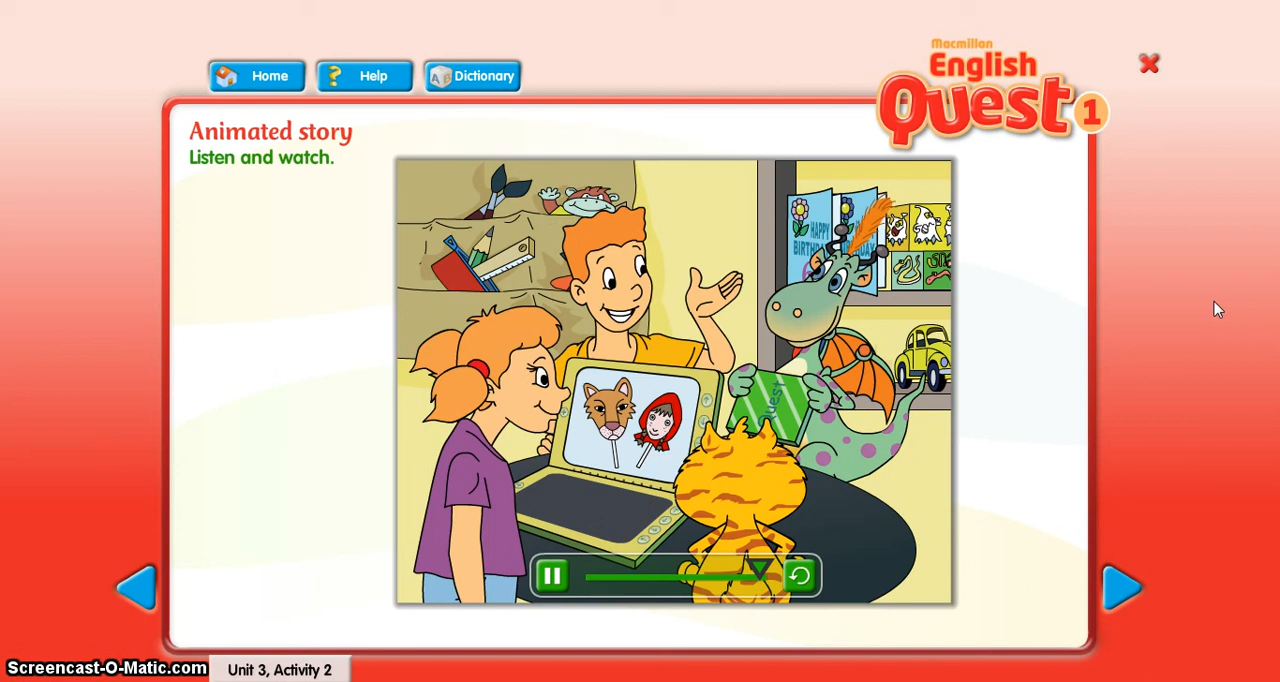 Macmillan
English
Quest 1
Home
Help
Dictionary
Animated story
Listen and watch.
HAPPY
BIRTHDAY
Quest
Screencast-O-Matic.com
Unit 3, Activity 2